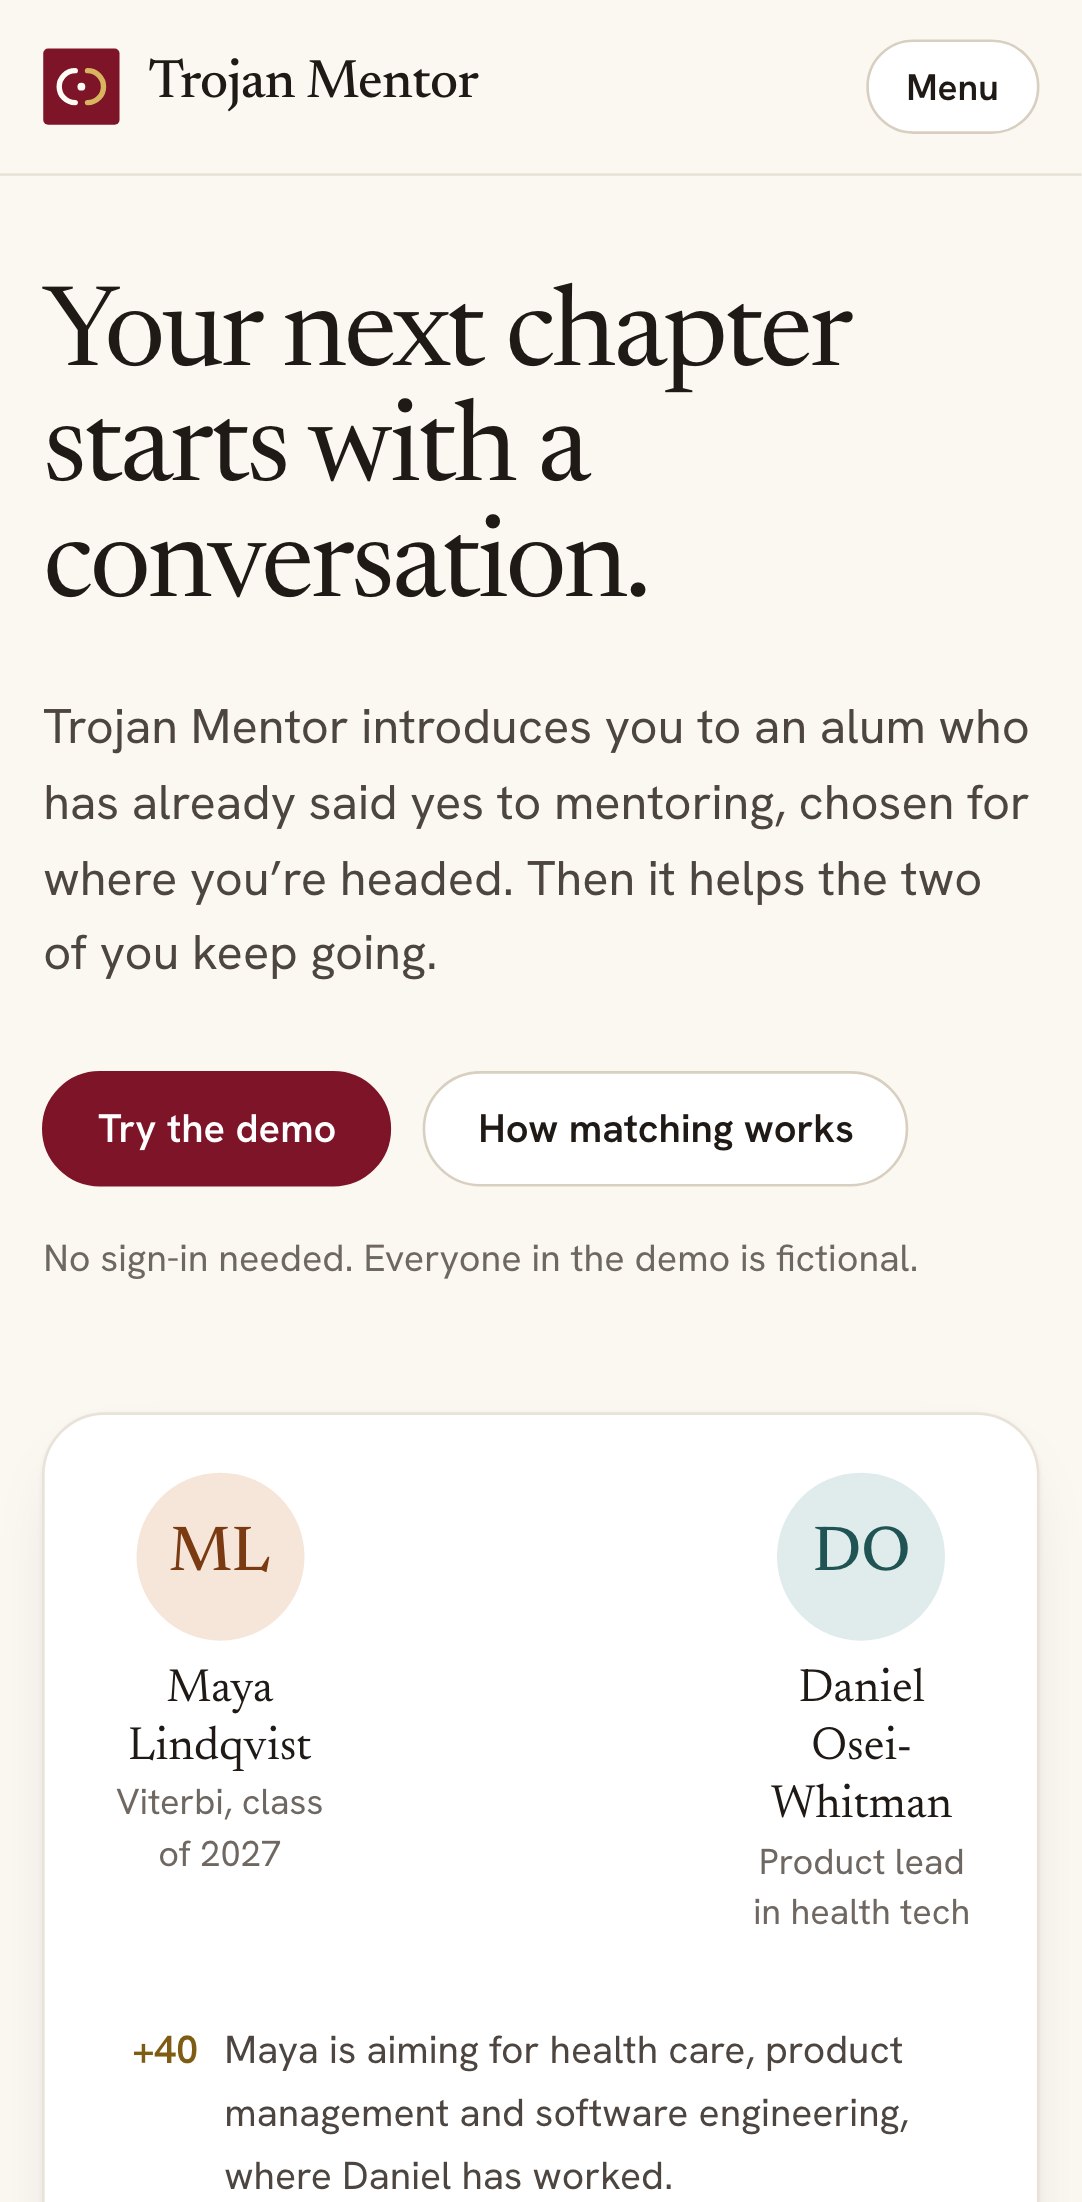 Trojan Mentor
Menu
Your next chapter
starts with a
conversation.
Trojan Mentor introduces you to an alum who
has already said yes to mentoring, chosen for
where you’re headed. Then it helps the two
of you keep going.
Try the demo
How matching works
No sign-in needed. Everyone in the demo is fictional.
ML
Maya
Lindqvist
Viterbi, class
of 2027
DO
Daniel
Osei-
Whitman
Product lead
in health tech
+40 Maya is aiming for health care, product
management and software engineering,
where Daniel has worked.